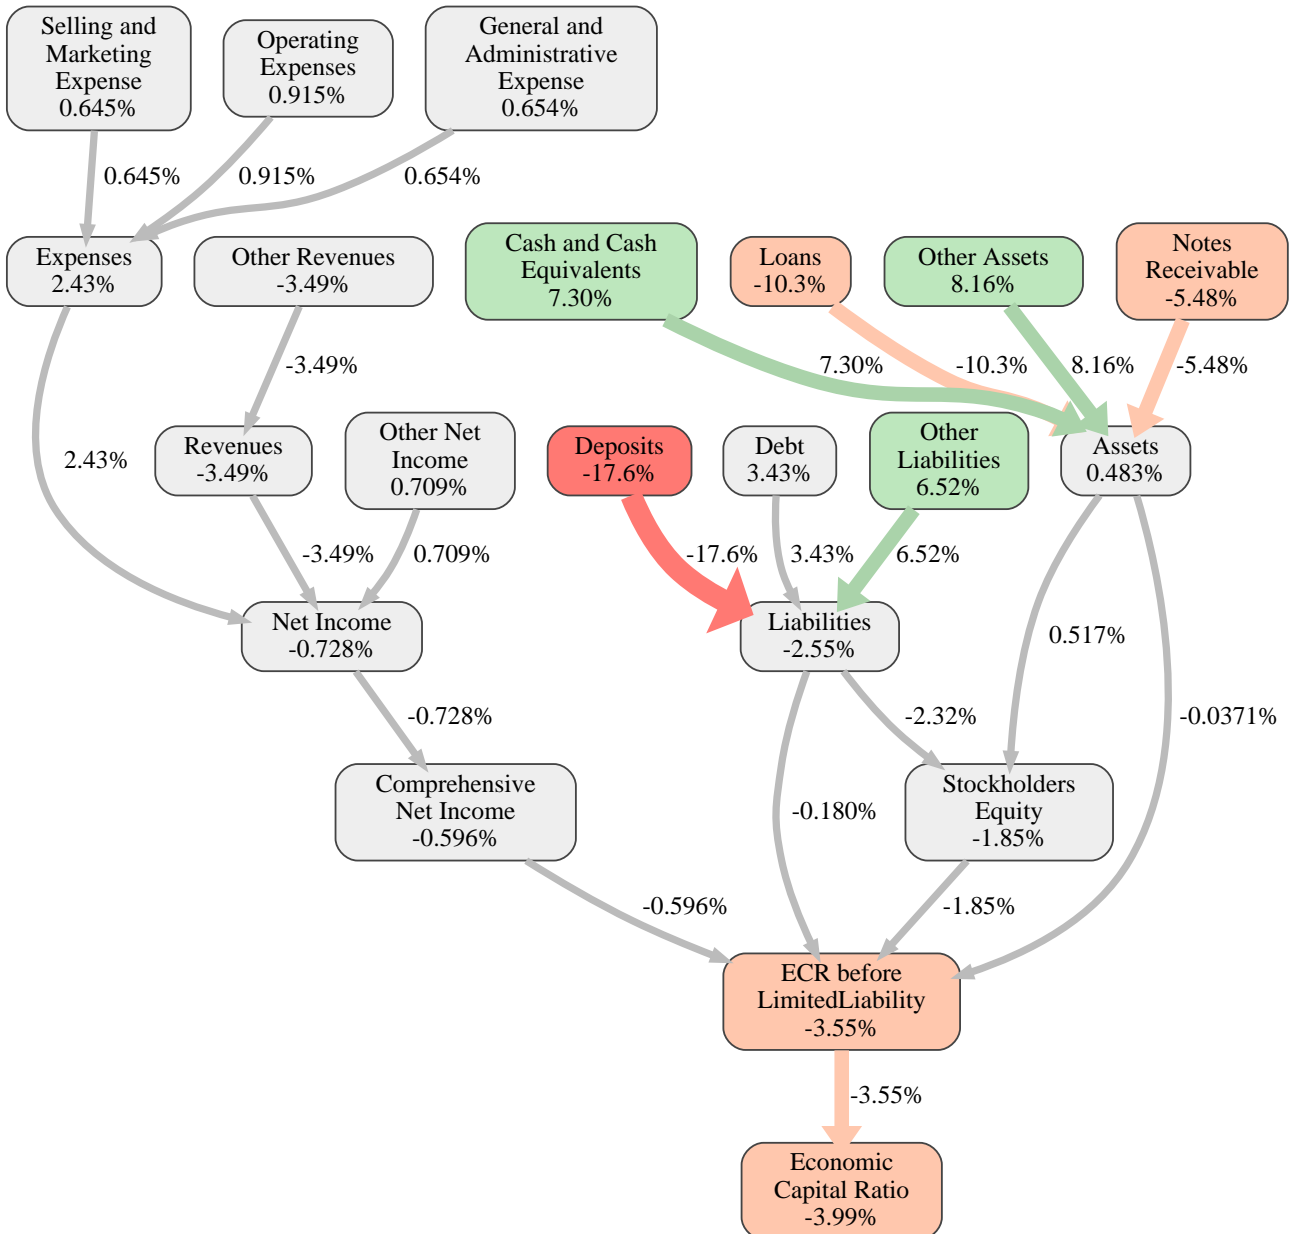 Selling and
Marketing
Expense
0.645%
Operating
Expenses
0.915%
General and
Administrative
Expense
0.654%
0.645%
0.915%
0.654%
Expenses
2.43%
Other Revenues
-3.49%
Cash and Cash
Equivalents
7.30%
Loans
-10.3%
Other Assets
8.16%
Notes
Receivable
-5.48%
-3.49%
7.30%
-10.3%
8.16%
-5.48%
2.43%
Revenues
-3.49%
Other Net
Income
0.709%
Deposits
-17.6%
Debt
3.43%
Other
Liabilities
6.52%
Assets
0.483%
-3.49%
0.709%
-17.6%
3.43%
6.52%
Net Income
-0.728%
Liabilities
-2.55%
0.517%
-0.728%
-2.32%
-0.0371%
Comprehensive
Net Income
-0.596%
-0.180%
Stockholders
Equity
-1.85%
-0.596%
-1.85%
ECR before
LimitedLiability
-3.55%
-3.55%
Economic
Capital Ratio
-3.99%